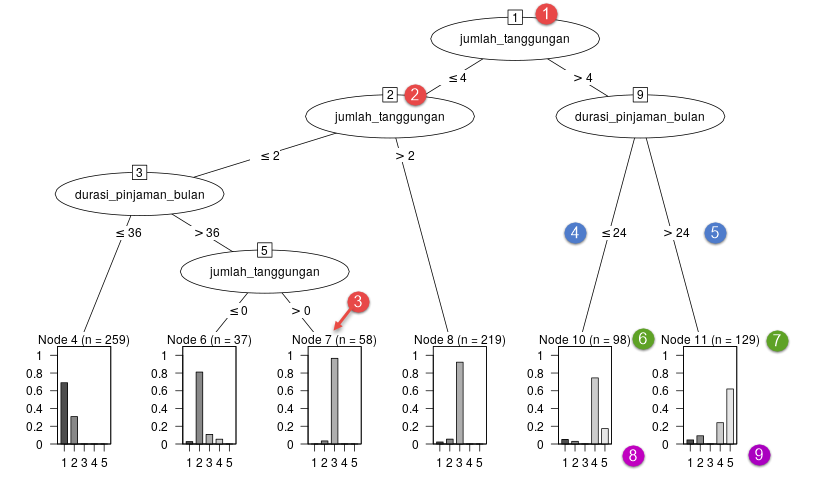 1 1
jumlah_tanggungan
≤ 4 > 4
2 2 9
jumlah_tanggungan durasi_pinjaman_bulan
≤ 2 > 2
3
durasi_pinjaman_bulan
≤ 36 > 36 4 ≤ 24 > 24 5
5
jumlah_tanggungan
≤ 0 > 0 3
Node 4 (n = 259) Node 6 (n = 37) Node 7 (n = 58) Node 8 (n = 219) Node 10 (n = 98) 6 Node 11 (n = 129) 7
1 1 1 1 1 1
0.8 0.8 0.8 0.8 0.8 0.8
0.6 0.6 0.6 0.6 0.6 0.6
0.4 0.4 0.4 0.4 0.4 0.4
0.2 0.2 0.2 0.2 0.2 0.2
0 0 0 0 0 0
1 2 3 4 5 1 2 3 4 5 1 2 3 4 5 1 2 3 4 5 1 2 3 4 5 8 1 2 3 4 5 9